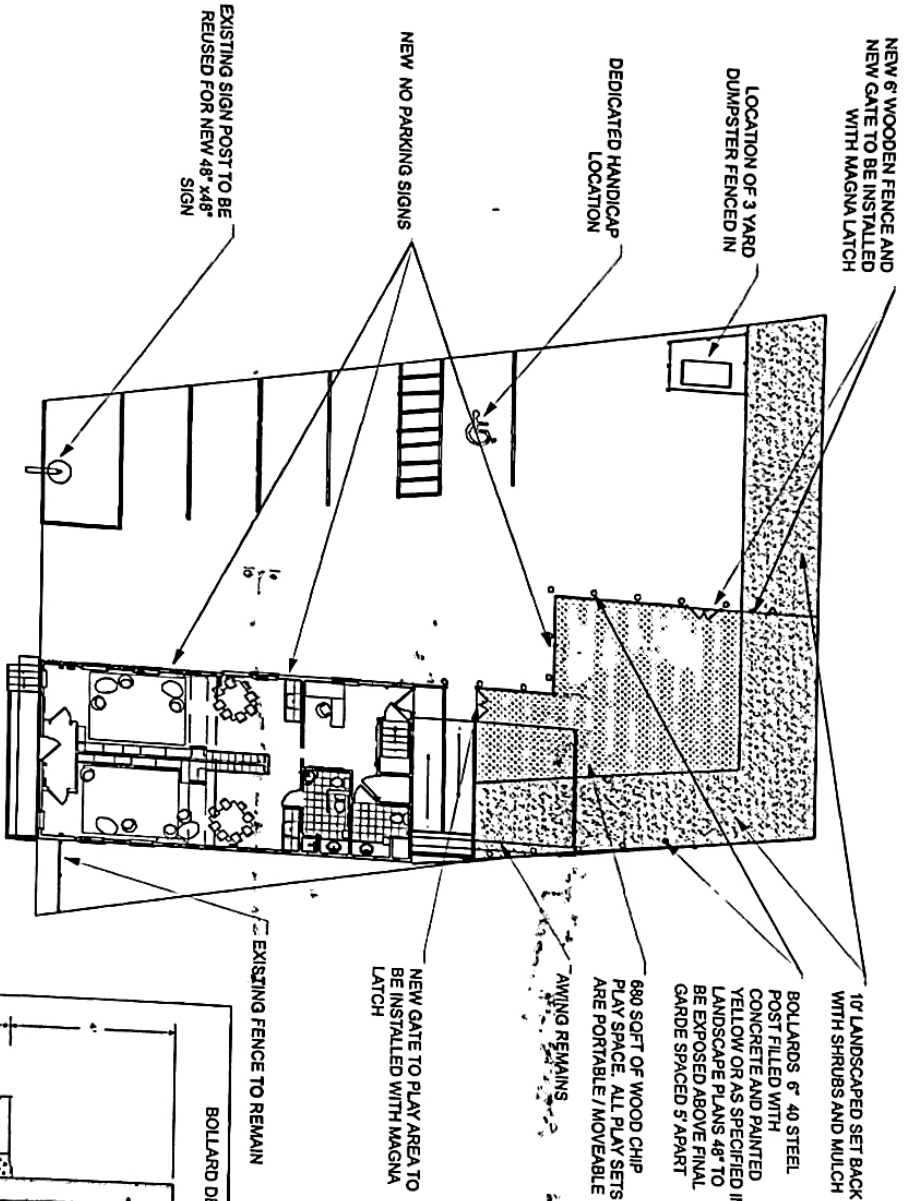 NEW 6' WOODEN FENCE AND
NEW GATE TO BE INSTALLED
WITH MAGNA LATCH
LOCATION OF 3 YARD
DUMPSTER FENCED IN
DEDICATED HANDICAP
LOCATION
NEW NO PARKING SIGNS
EXISTING SIGN POST TO BE
REUSED FOR NEW 48" x48"
SIGN
10' LANDSCAPED SET BACK
WITH SHRUBS AND MULCH
BOLLARDS 6" 40 STEEL
POST FILLED WITH
CONCRETE AND PAINTED
YELLOW OR AS SPECIFIED I
LANDSCAPE PLANS 48" TO
BE EXPOSED ABOVE FINAL
GARDE SPACED 5' APART
680 SQFT OF WOOD CHIP
PLAY SPACE. ALL PLAY SETS
ARE PORTABLE / MOVEABLE
AWING REMAINS
NEW GATE TO PLAY AREA TO
BE INSTALLED WITH MAGNA
LATCH
EXISTING FENCE TO REMAIN
BOLLARD DE